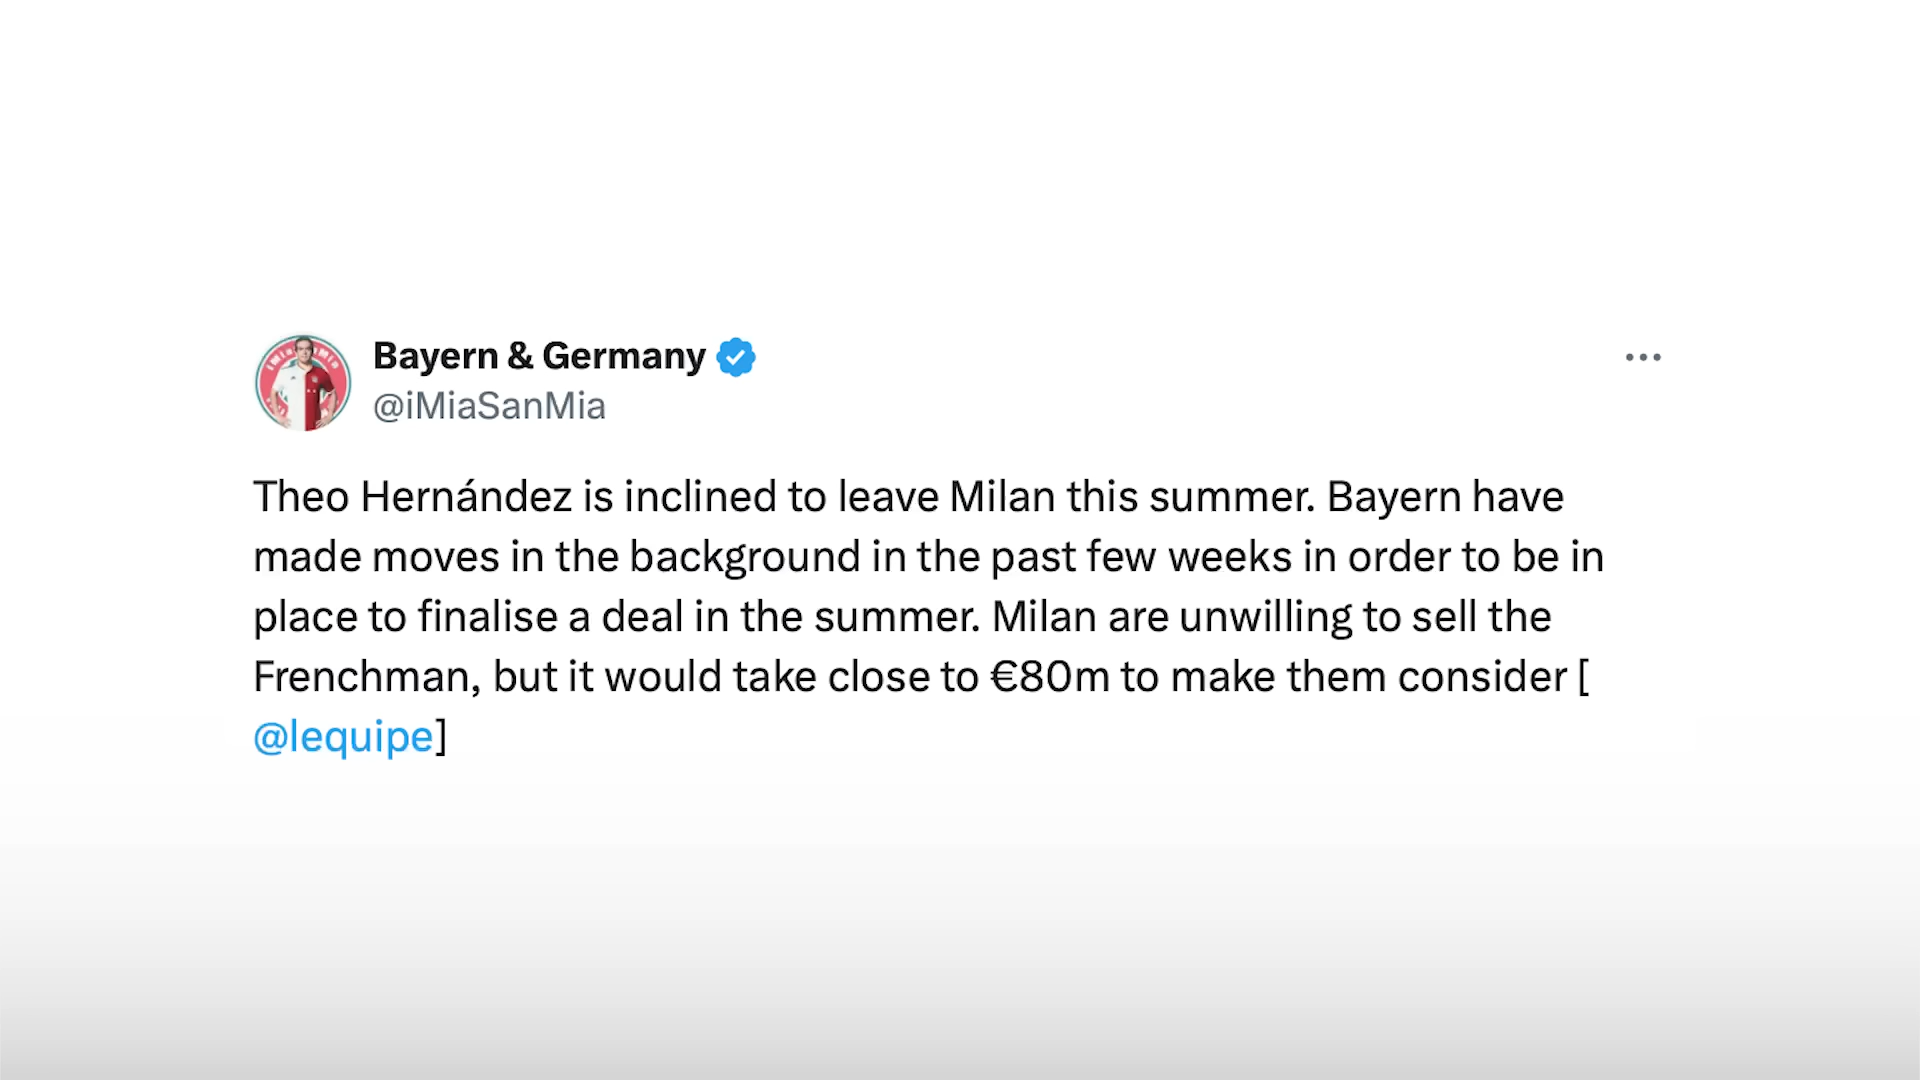 Bayern & Germany
@iMiaSanMia
Theo Hernández is inclined to leave Milan this summer. Bayern have
made moves in the background in the past few weeks in order to be in
place to finalise a deal in the summer. Milan are unwilling to sell the
Frenchman, but it would take close to €80m to make them consider [
@lequipe]